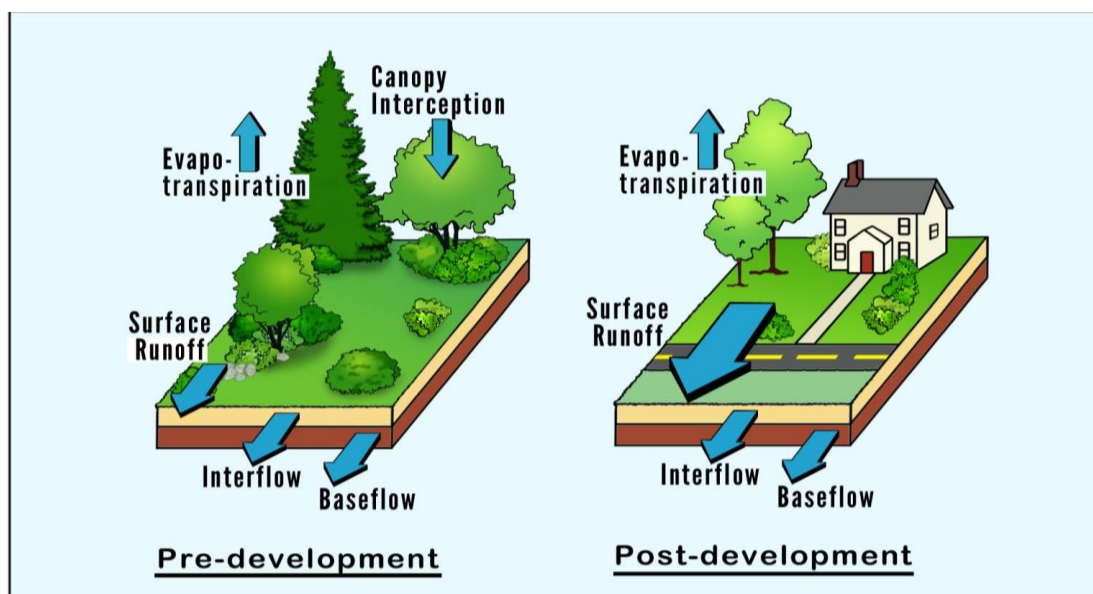 Canopy
Interception
Evapo-
transpiration
Surface
Runoff
Interflow
Baseflow
Pre-development
Evapo-
transpiration
Surface
Runoff
Interflow
Baseflow
Post-development